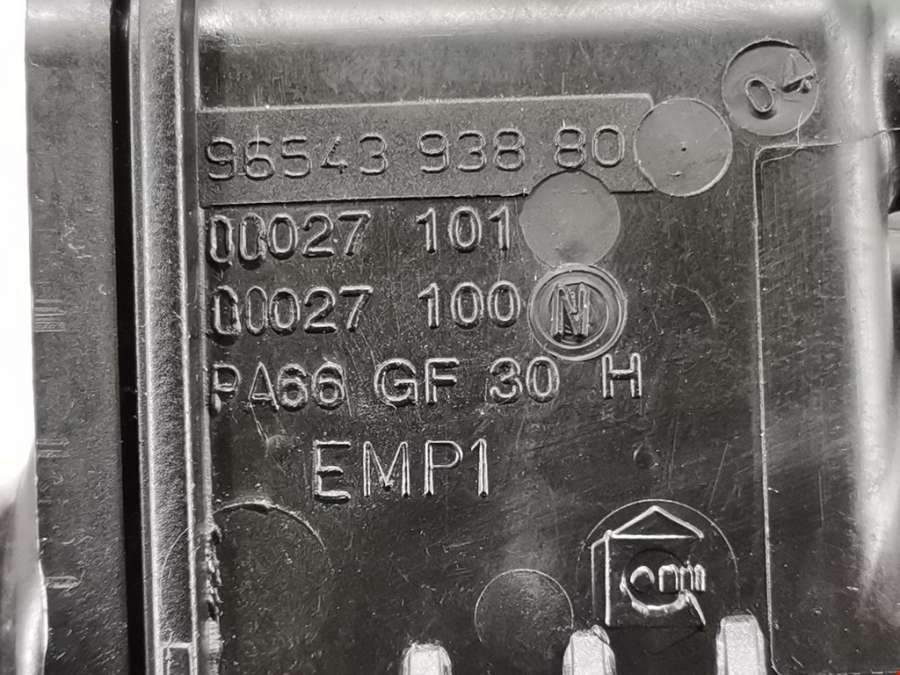 04
96543 938 80
00027 101
00027 100 N
PA66 GF 30 H
EMP1